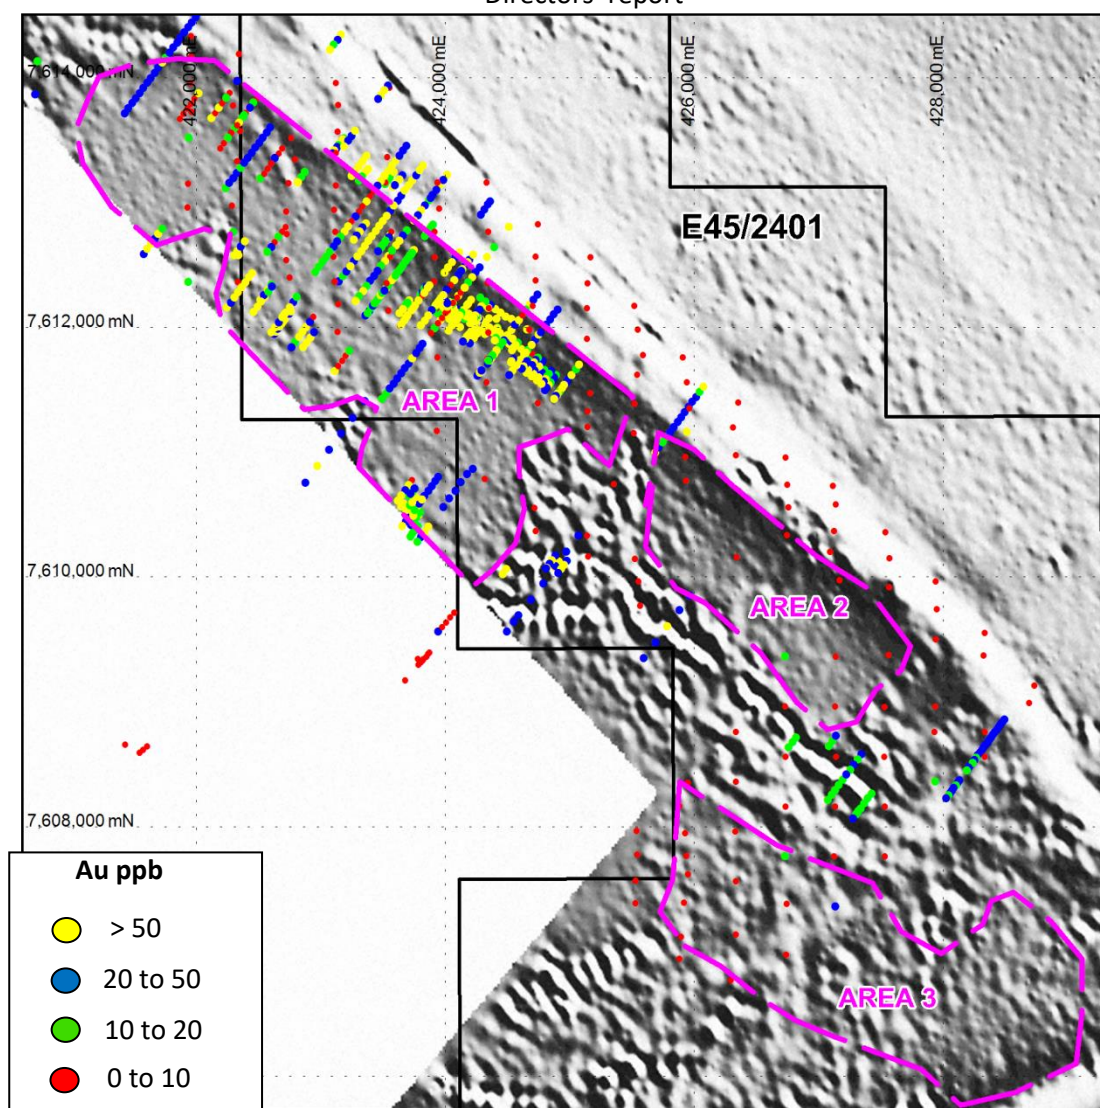 Directors' report
422,000 mE
424,000 mE
426,000 mE
428,000 mE
7,614,000 mN
E45/2401
7,612,000 mN
AREA 1
7,610,000 mN
AREA 2
7,608,000 mN
AREA 3
Au ppb
> 50
20 to 50
10 to 20
0 to 10